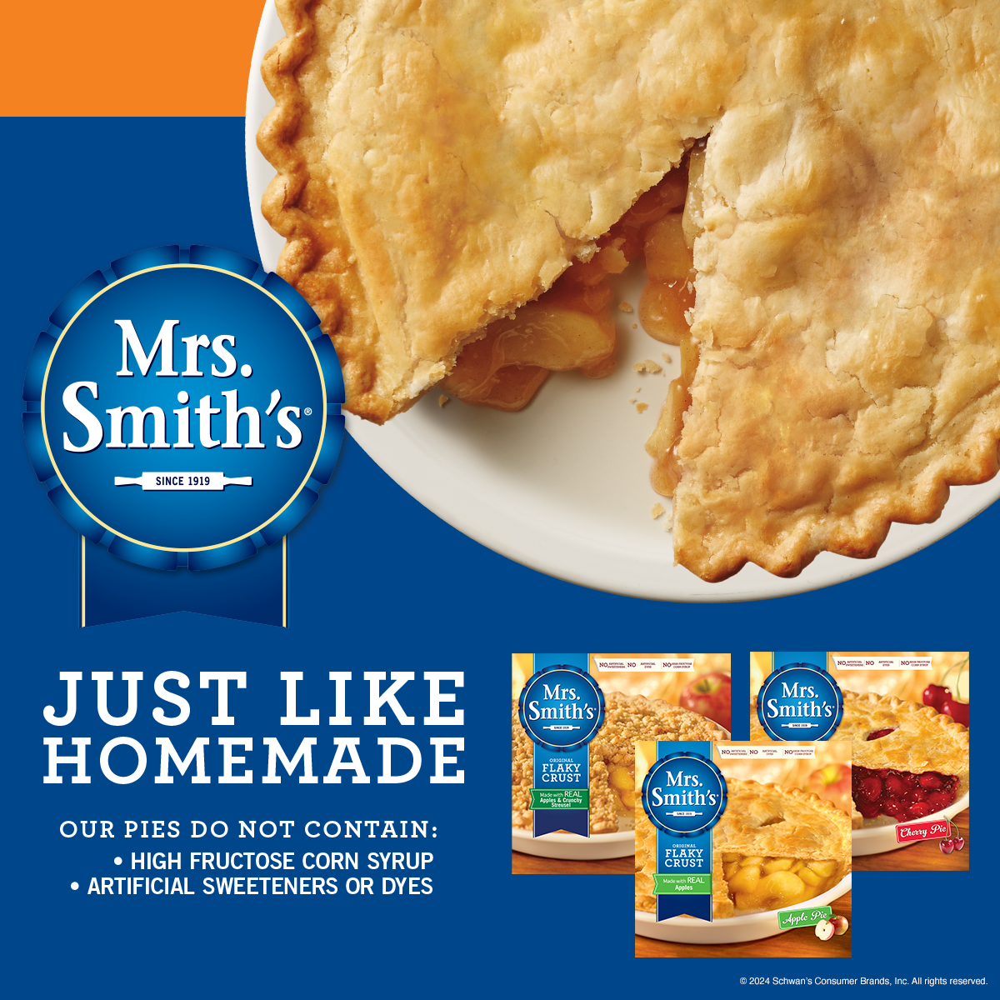 Mrs.
Smith's®
SINCE 1919
JUST LIKE
HOMEMADE
OUR PIES DO NOT CONTAIN:
• HIGH FRUCTOSE CORN SYRUP
• ARTIFICIAL SWEETENERS OR DYES
NO ARTIFICIAL SWEETENERS NO ARTIFICIAL DYES NO HIGH FRUCTOSE CORN SYRUP
Mrs.
Smith's
SINCE 1919
ORIGINAL
FLAKY
CRUST
Made with REAL
Apples & Crunchy
Streusel
NO ARTIFICIAL SWEETENERS NO ARTIFICIAL DYES NO HIGH FRUCTOSE CORN SYRUP
Mrs.
Smith's
SINCE 1919
Cherry Pie
NO ARTIFICIAL SWEETENERS NO ARTIFICIAL DYES NO HIGH FRUCTOSE CORN SYRUP
Mrs.
Smith's
SINCE 1919
ORIGINAL
FLAKY
CRUST
Made with REAL
Apples
Apple Pie
© 2024 Schwan's Consumer Brands, Inc. All rights reserved.